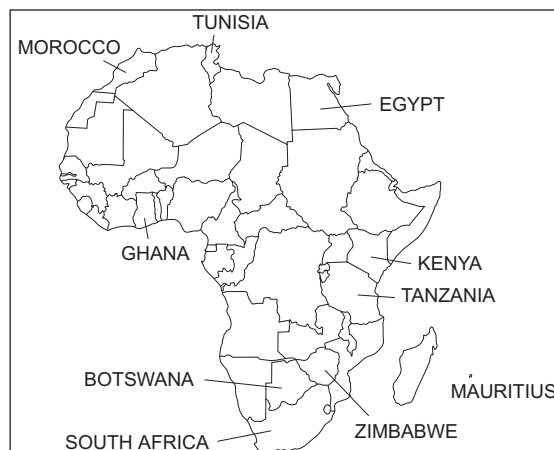 TUNISIA
MOROCCO
EGYPT
GHANA
KENYA
TANZANIA
BOTSWANA
MAURITIUS
ZIMBABWE
SOUTH AFRICA